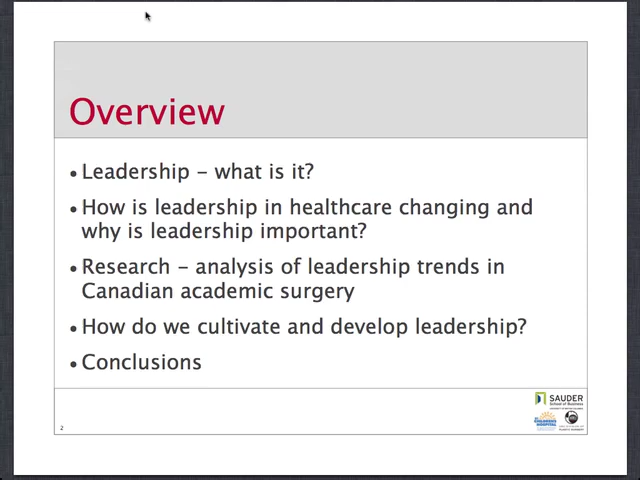 Overview
• Leadership – what is it?
• How is leadership in healthcare changing and
why is leadership important?
• Research – analysis of leadership trends in
Canadian academic surgery
• How do we cultivate and develop leadership?
• Conclusions
2
SAUDER
School of Business
CHILDREN'S
HOSPITAL